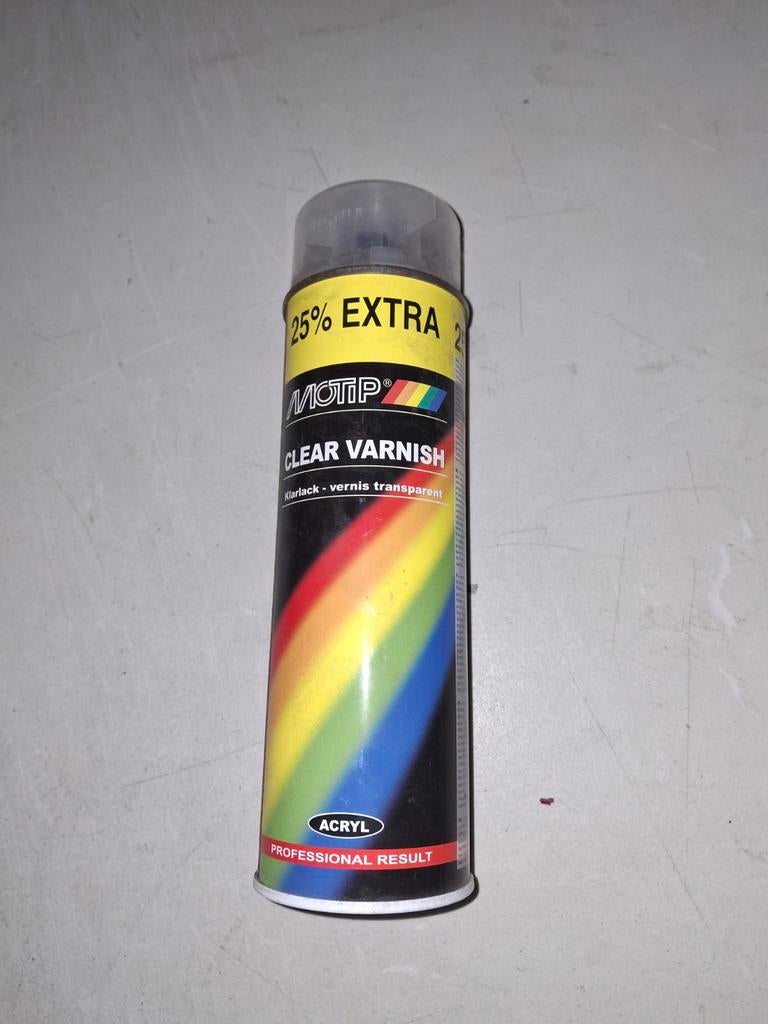 25% EXTRA
MOTIP®
CLEAR VARNISH
Klarlack - vernis transparent
ACRYL
PROFESSIONAL RESULT